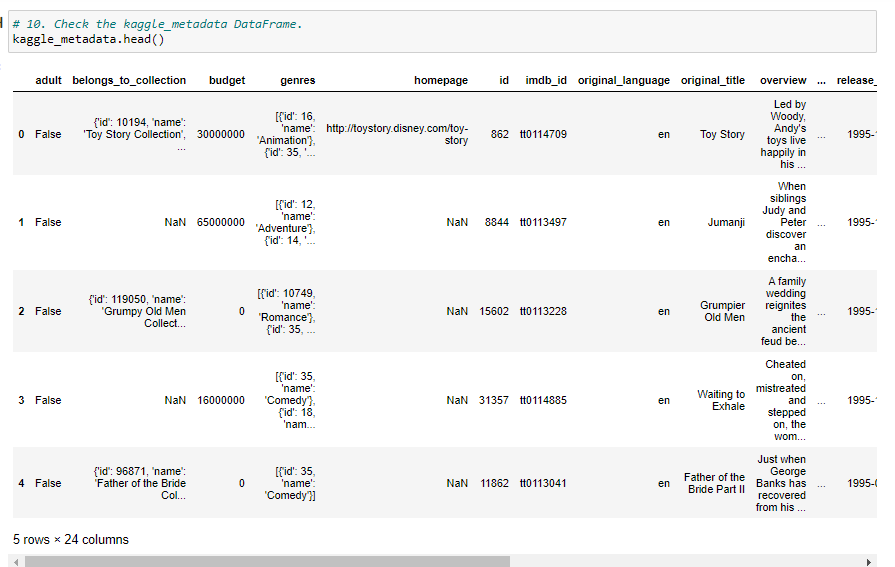 # 10. Check the kaggle_metadata DataFrame.
kaggle_metadata.head()
adult belongs_to_collection budget genres homepage id imdb_id original_language original_title overview ... release_
0 False {'id': 10194, 'name': 'Toy Story Collection', ... 30000000 [{'id': 16, 'name': 'Animation'}, {'id': 35, '... http://toystory.disney.com/toy-story 862 tt0114709 en Toy Story Led by Woody, Andy's toys live happily in his ... ... 1995-
1 False NaN 65000000 [{'id': 12, 'name': 'Adventure'}, {'id': 14, '... NaN 8844 tt0113497 en Jumanji When siblings Judy and Peter discover an encha... ... 1995-
2 False {'id': 119050, 'name': 'Grumpy Old Men Collect... 0 [{'id': 10749, 'name': 'Romance'}, {'id': 35, ... NaN 15602 tt0113228 en Grumpier Old Men A family wedding reignites the ancient feud be... ... 1995-
3 False NaN 16000000 [{'id': 35, 'name': 'Comedy'}, {'id': 18, 'nam... NaN 31357 tt0114885 en Waiting to Exhale Cheated on, mistreated and stepped on, the wom... ... 1995-
4 False {'id': 96871, 'name': 'Father of the Bride Col... 0 [{'id': 35, 'name': 'Comedy'}] NaN 11862 tt0113041 en Father of the Bride Part II Just when George Banks has recovered from his ... ... 1995-
5 rows × 24 columns